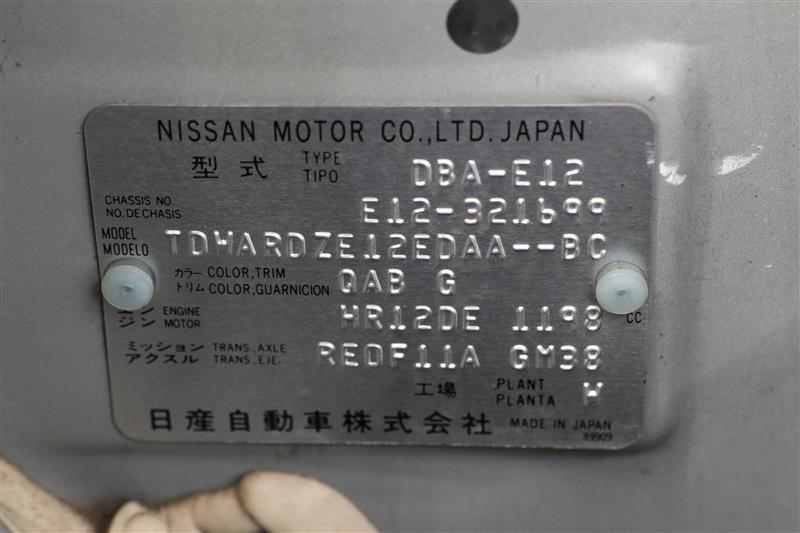 NISSAN MOTOR CO.,LTD. JAPAN
型式 TYPE TIPO DBA-E12
CHASSIS NO. NO. DE CHASIS E12-321699
MODEL MODELO TDWARDZE12EDAA--BC
カラー COLOR,TRIM トリム COLOR,GUARNICION QAB G
エンジン ENGINE MOTOR HR12DE 1198 CC
ミッション アクスル TRANS.,AXLE TRANS.,EJE. RE0F11A GM38
工場 PLANT PLANTA W
日産自動車株式会社 MADE IN JAPAN
89909